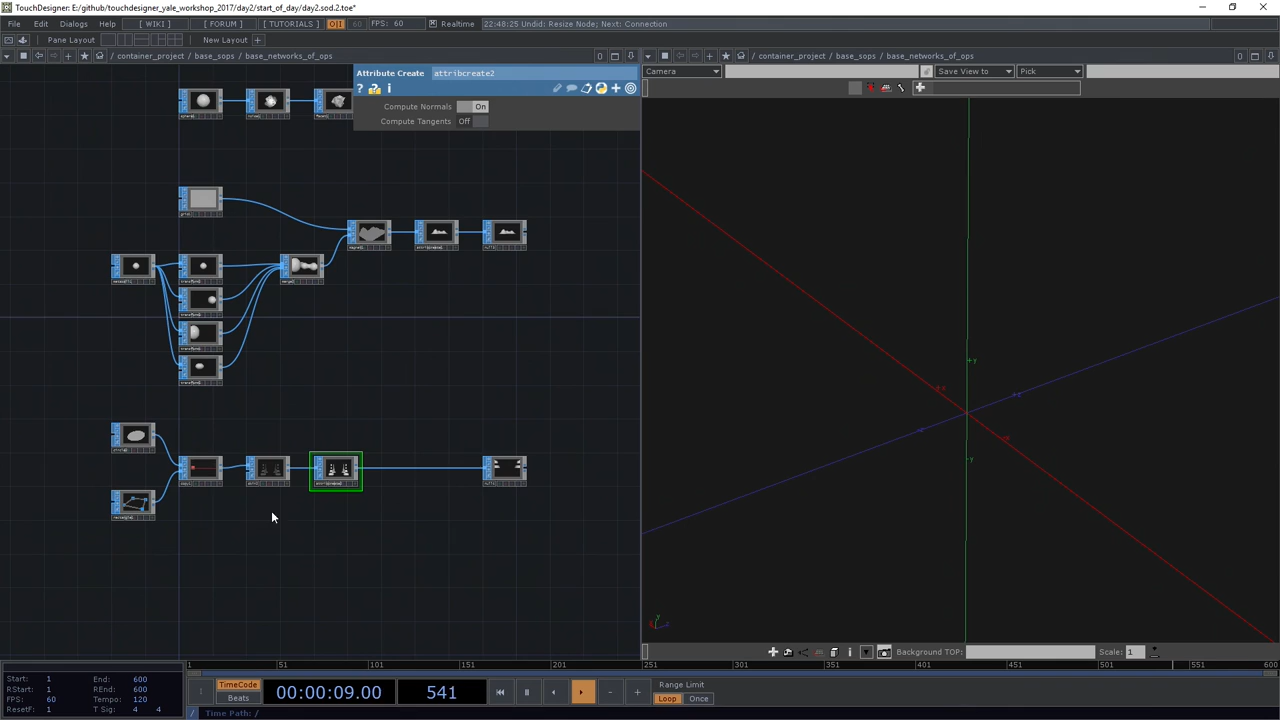 TouchDesigner: E:/github/touchdesigner_yale_workshop_2017/day2/start_of_day/day2.sod.2.toe*
File Edit Dialogs Help [ WIKI ] [ FORUM ] [ TUTORIALS ] O|I 60 FPS: 60 Realtime 22:48:25 Undid: Resize Node; Next: Connection
Pane Layout New Layout +
/ container_project / base_sops / base_networks_of_ops 0
/ container_project / base_sops / base_networks_of_ops 0
Attribute Create attribcreate2
? ? i
Compute Normals On
Compute Tangents Off
Camera Save View to Pick
Background TOP: Scale: 1
1 51 101 151 201 251 301 351 401 451 501 551 600
Start: 1 End: 600
RStart: 1 REnd: 600
FPS: 60 Tempo: 120
ResetF: 1 T Sig: 4 4
TimeCode
Beats
00:00:09.00 541
Range Limit
Loop Once
/ Time Path: /